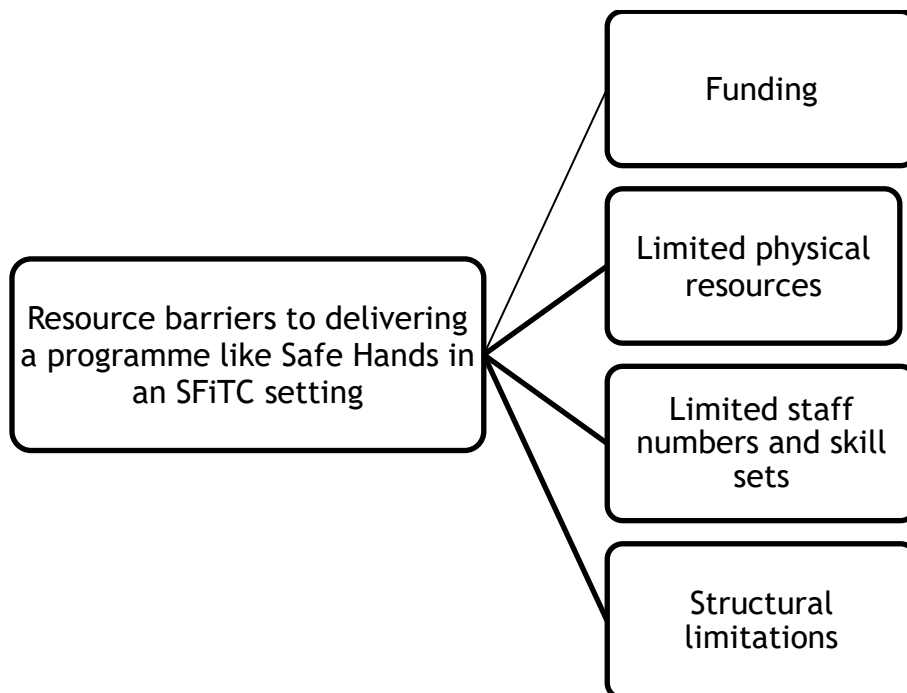 Resource barriers to delivering
a programme like Safe Hands in
an SFiTC setting
Funding
Limited physical
resources
Limited staff
numbers and skill
sets
Structural
limitations